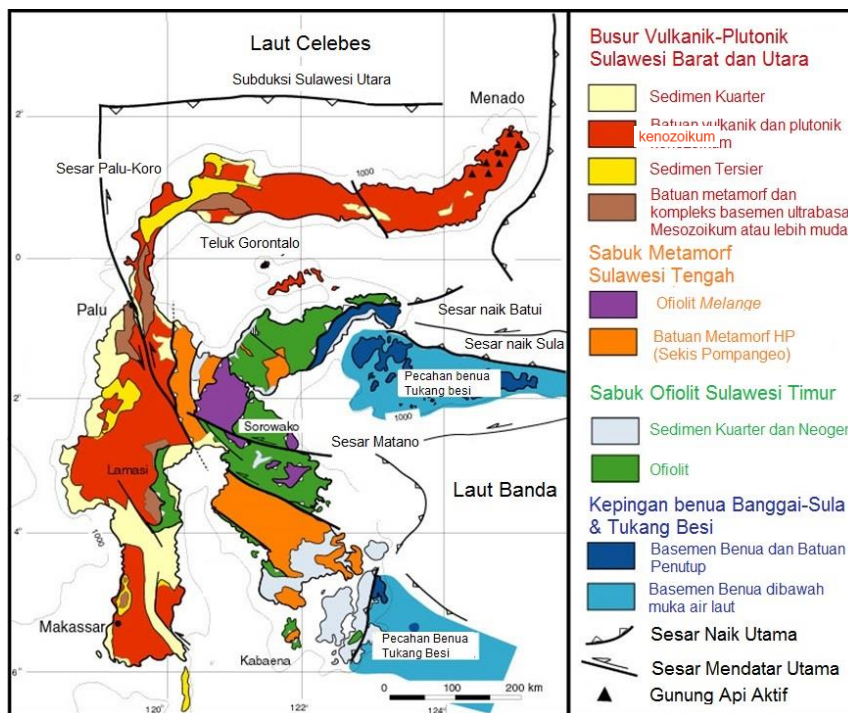 Laut Celebes
Subduksi Sulawesi Utara
Menado
2'
Sesar Palu-Koro
1000
Teluk Gorontalo
0
Palu
Sesar naik Batui
Sesar naik Sula
Pecahan benua
Tukang besi
2'
1000
Sorowako
Sesar Matano
Lamasi
Laut Banda
4'
1000
Makassar
Pecahan Benua
Tukang Besi
Kabaena
6'
0 100 200 km
120°
122°
124°
Busur Vulkanik-Plutonik
Sulawesi Barat dan Utara
Sedimen Kuarter
Batuan vulkanik dan plutonik
kenozoikum
Sedimen Tersier
Batuan metamorf dan
kompleks basemen ultrabasa
Mesozoikum atau lebih muda
Sabuk Metamorf
Sulawesi Tengah
Ofiolit Melange
Batuan Metamorf HP
(Sekis Pompangeo)
Sabuk Ofiolit Sulawesi Timur
Sedimen Kuarter dan Neogen
Ofiolit
Kepingan benua Banggai-Sula
& Tukang Besi
Basemen Benua dan Batuan
Penutup
Basemen Benua dibawah
muka air laut
Sesar Naik Utama
Sesar Mendatar Utama
Gunung Api Aktif